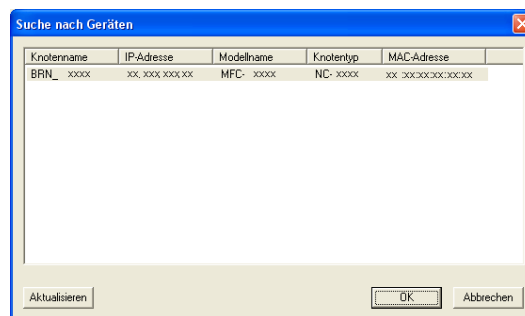 Suche nach Geräten
Knotenname IP-Adresse Modellname Knotentyp MAC-Adresse
BRN_ xxxx xx, xxx, xxx, xx MFC- xxxx NC- xxxx xx :xx:xx:xx:xx:xx
Aktualisieren OK Abbrechen